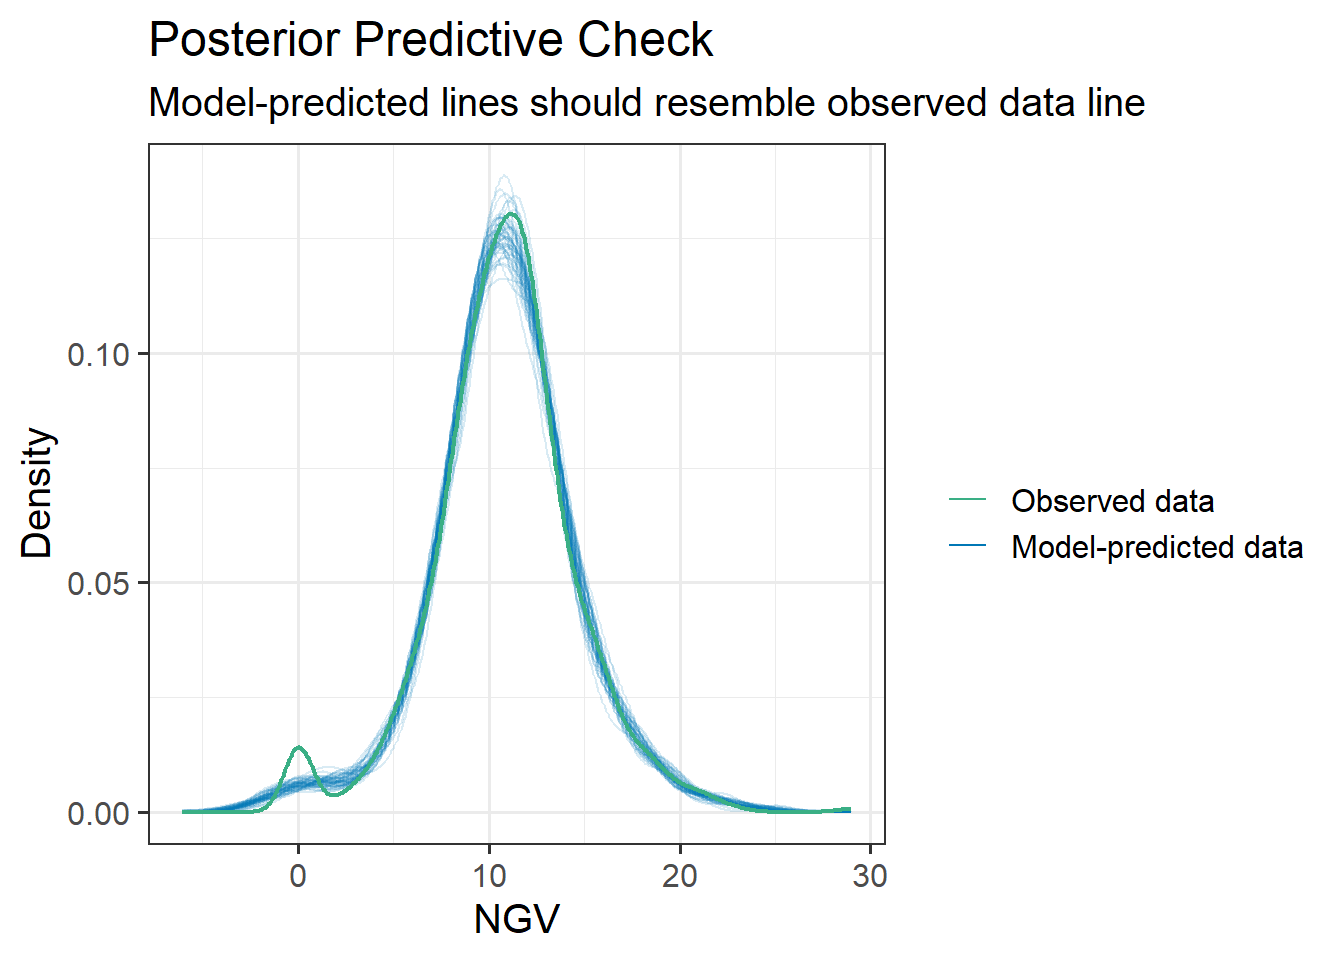 Posterior Predictive Check
Model-predicted lines should resemble observed data line
Density
0.10
0.05
0.00
0
10
20
30
NGV
Observed data
Model-predicted data